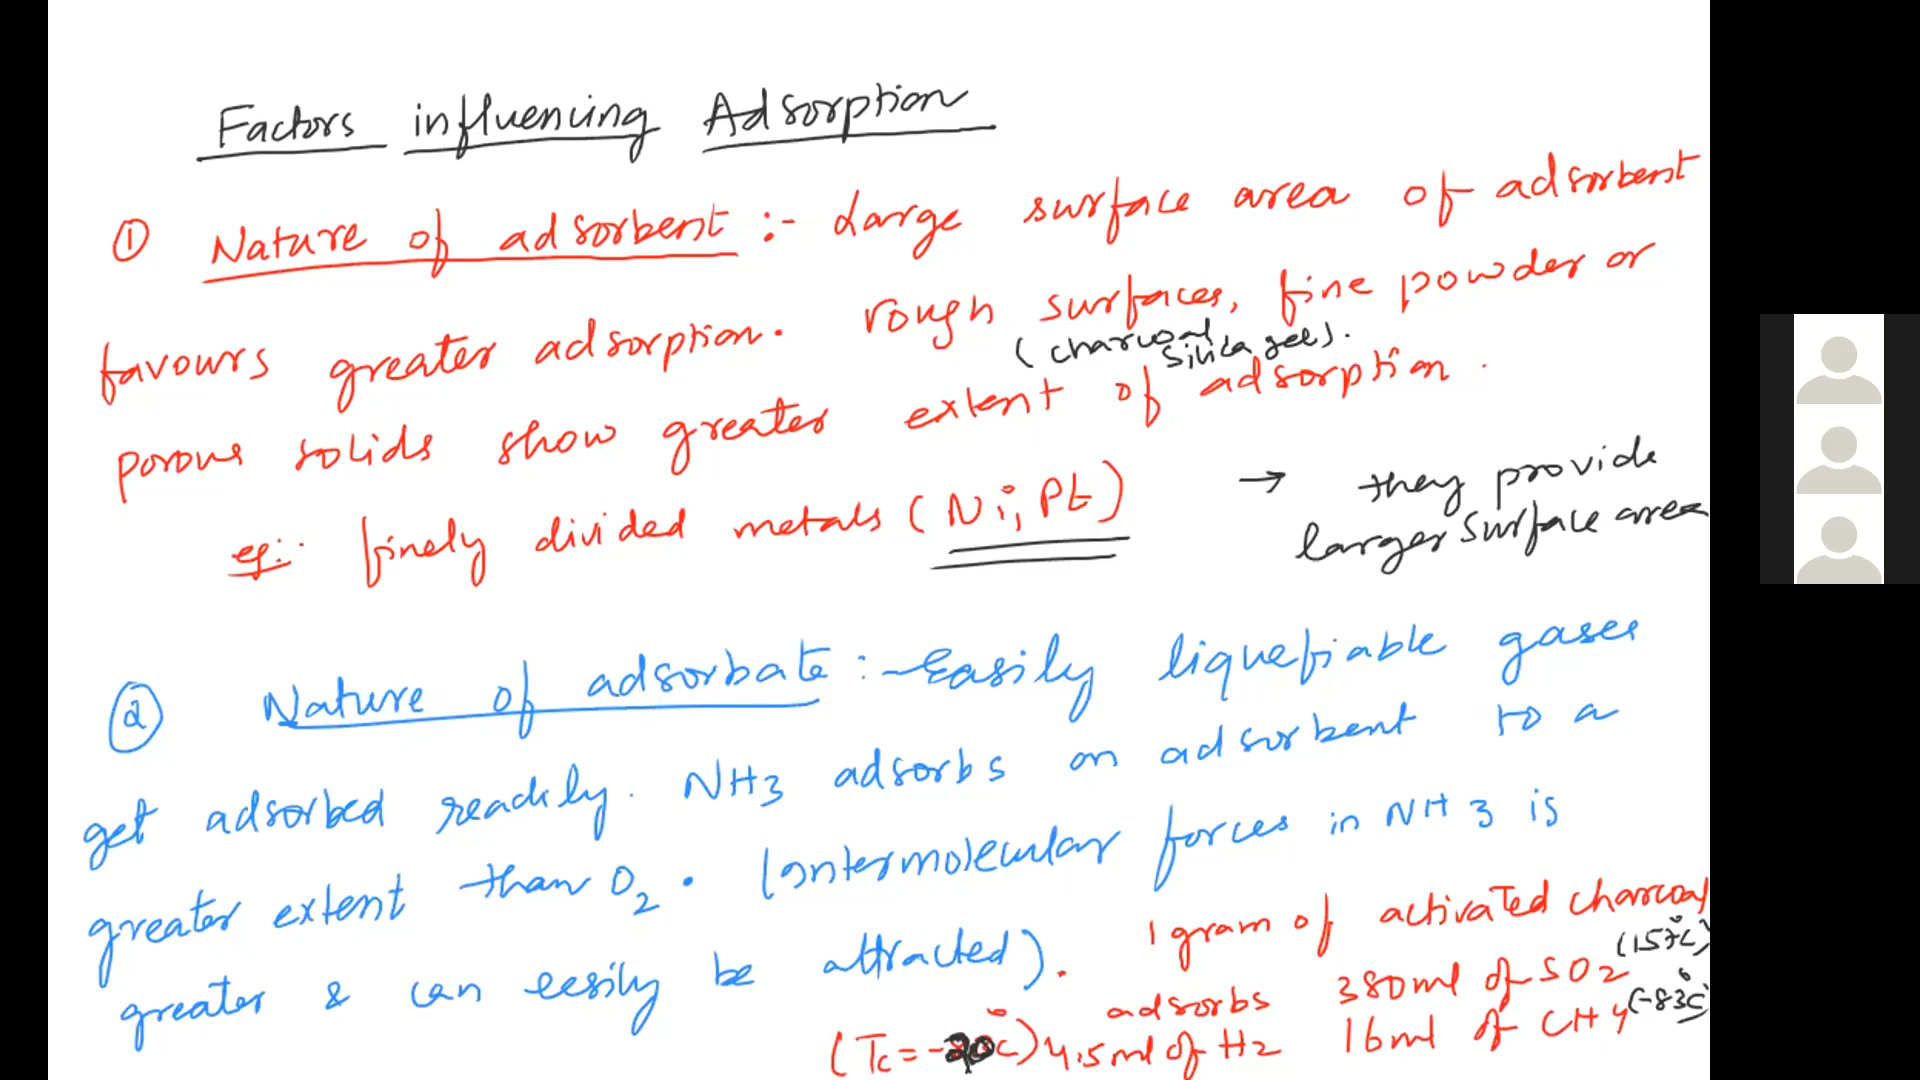 Factors influencing Adsorption
① Nature of adsorbent :- Large surface area of adsorbent
favours greater adsorption. rough surfaces, fine powder or
(charcoal, silica gel).
porous solids show greater extent of adsorption.
eg:- finely divided metals (Ni, Pt) → they provide
larger surface area
② Nature of adsorbate :- Easily liquefiable gases
get adsorbed readily. NH3 adsorbs on adsorbent to a
greater extent than O2. (Intermolecular forces in NH3 is
greater & can easily be attracted).
1 gram of activated charcoal
adsorbs 380ml of SO2 (157°C)
(Tc = - °C) 4.5ml of H2 16ml of CH4 (-83°C)